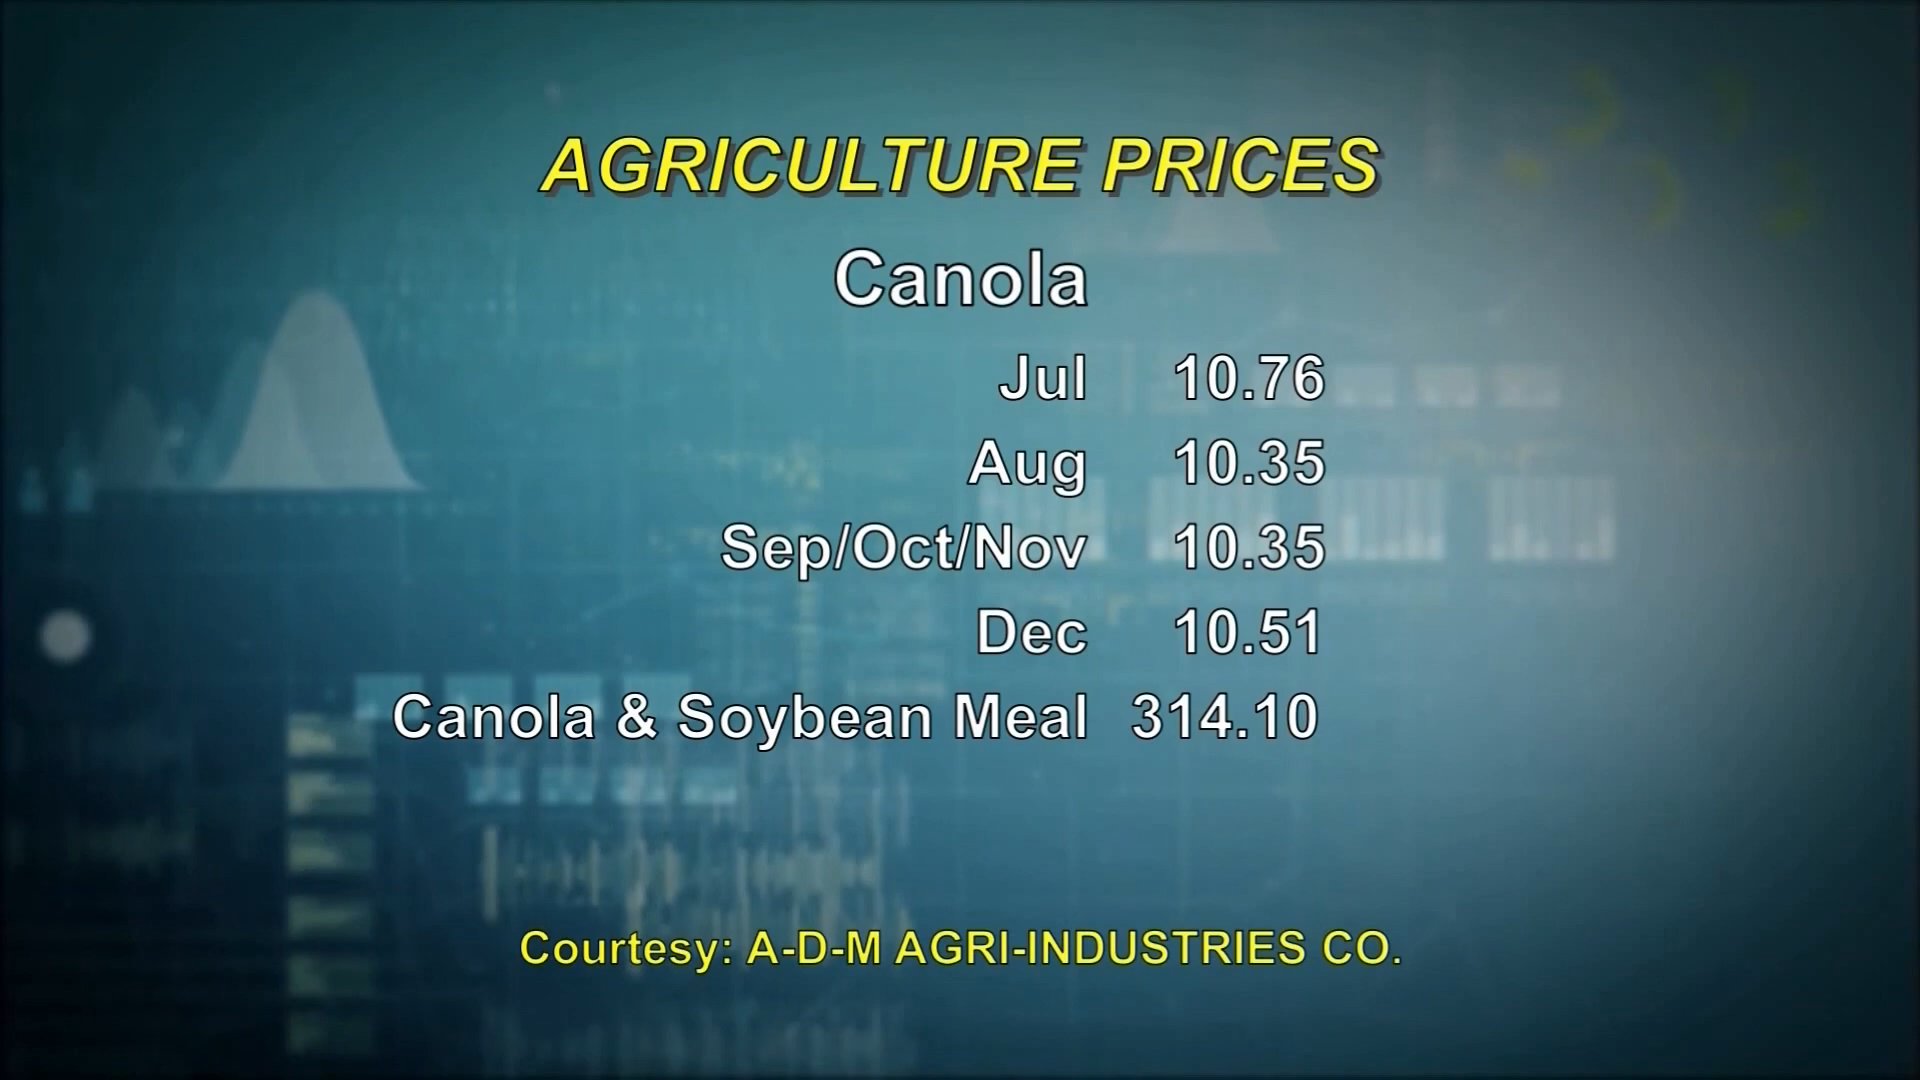 AGRICULTURE PRICES
Canola
Jul 10.76
Aug 10.35
Sep/Oct/Nov 10.35
Dec 10.51
Canola & Soybean Meal 314.10
Courtesy: A-D-M AGRI-INDUSTRIES CO.